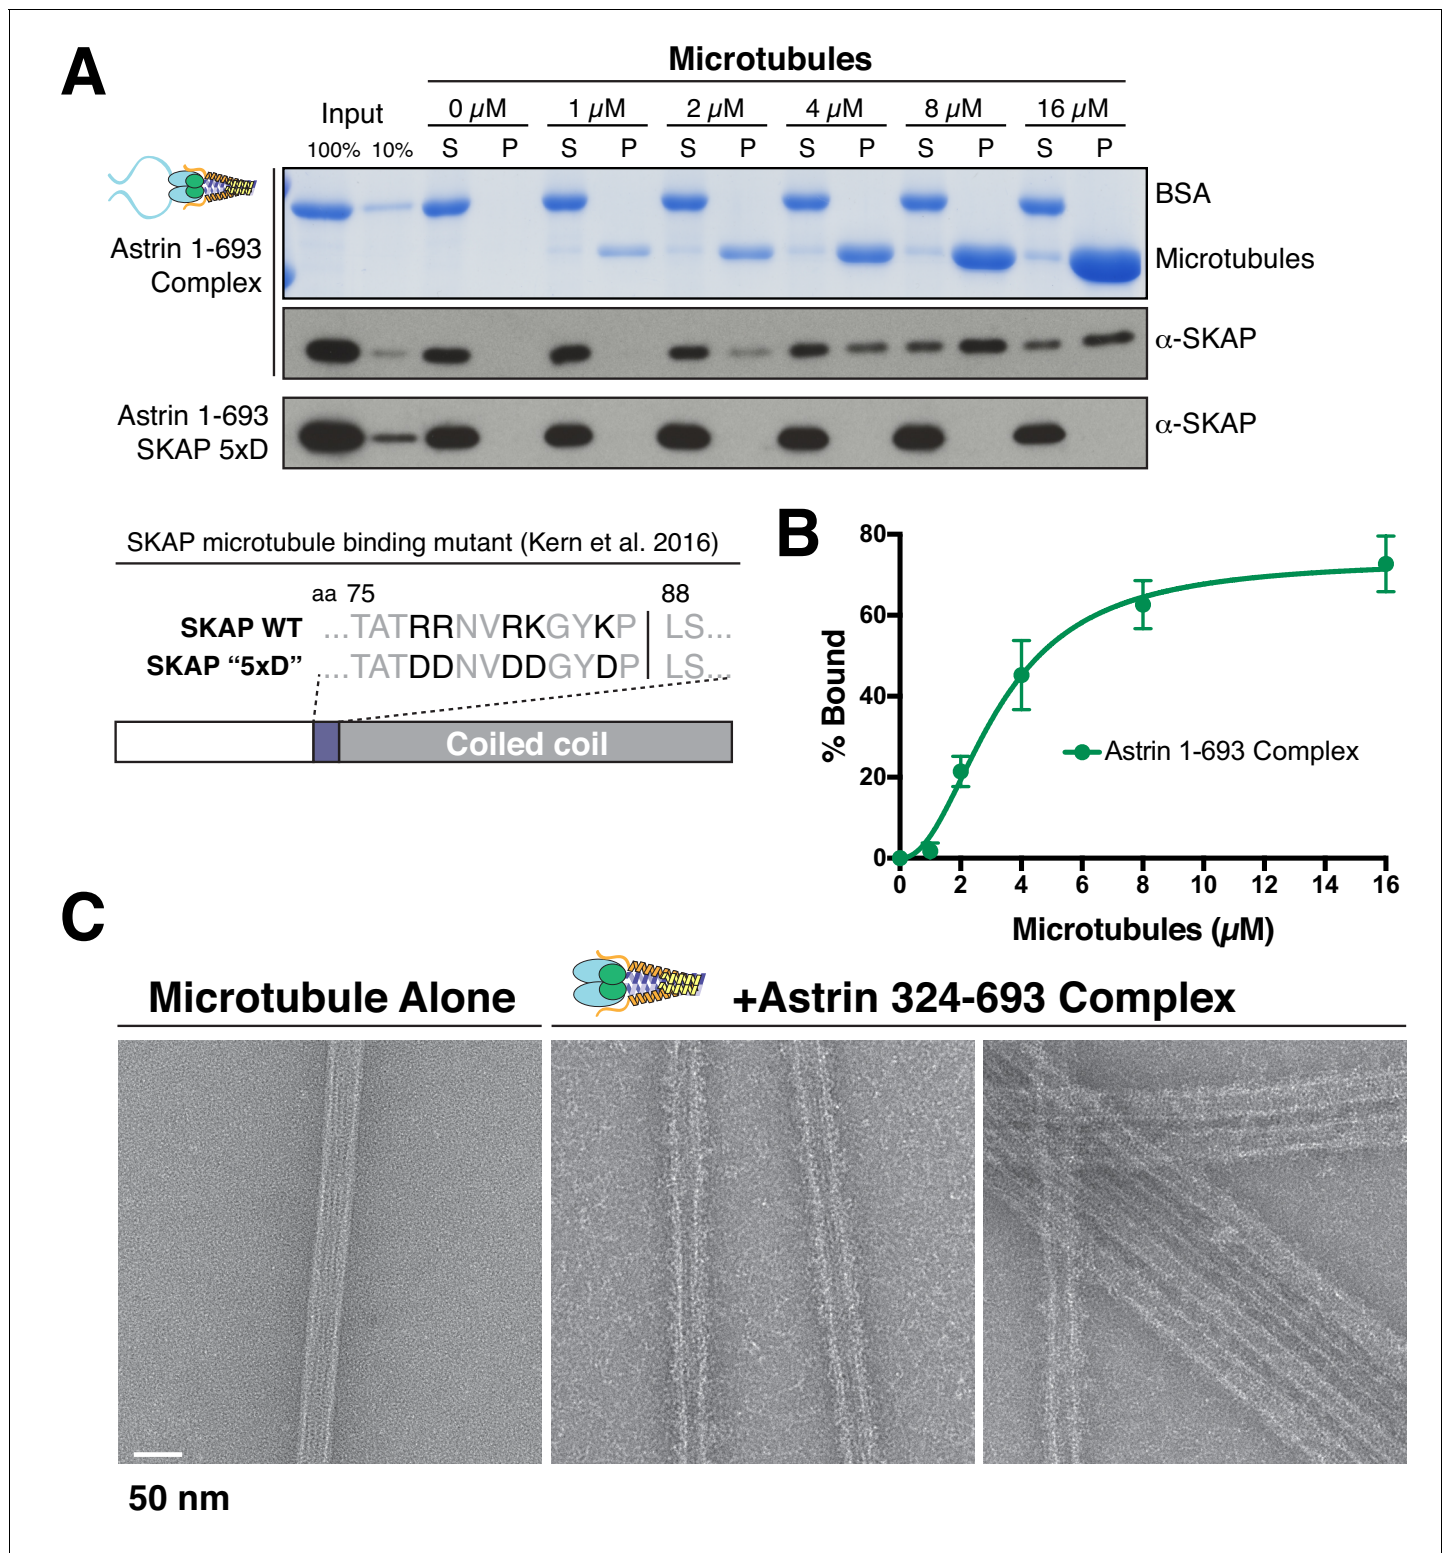 A
Microtubules
Input
0 µM 1 µM 2 µM 4 µM 8 µM 16 µM
100% 10% S P S P S P S P S P S P
Astrin 1-693
Complex
BSA
Microtubules
α-SKAP
Astrin 1-693
SKAP 5xD
α-SKAP
SKAP microtubule binding mutant (Kern et al. 2016)
aa 75 88
SKAP WT ...TATRRNVRKGYKP LS...
SKAP “5xD” ...TATDDNVDDGYDP LS...
Coiled coil
B
% Bound
80
60
40
20
0
Astrin 1-693 Complex
0 2 4 6 8 10 12 14 16
Microtubules (µM)
C
Microtubule Alone
+Astrin 324-693 Complex
50 nm